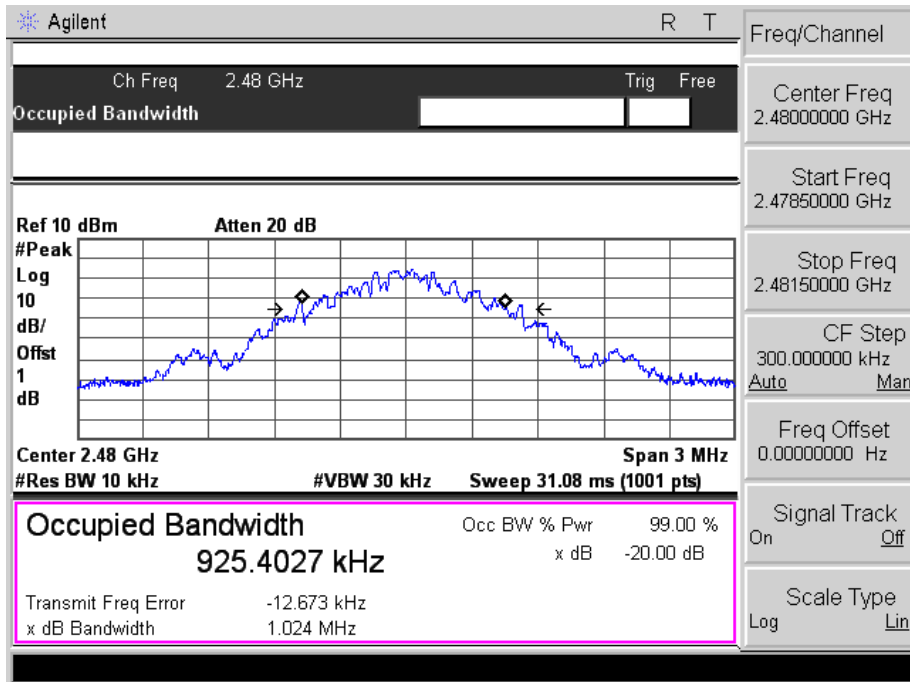 Agilent R T
Ch Freq 2.48 GHz Trig Free
Occupied Bandwidth
Ref 10 dBm Atten 20 dB
#Peak
Log
10
dB/
Offst
1
dB
Center 2.48 GHz Span 3 MHz
#Res BW 10 kHz #VBW 30 kHz Sweep 31.08 ms (1001 pts)
Occupied Bandwidth
925.4027 kHz
Occ BW % Pwr 99.00 %
x dB -20.00 dB
Transmit Freq Error -12.673 kHz
x dB Bandwidth 1.024 MHz
Freq/Channel
Center Freq
2.48000000 GHz
Start Freq
2.47850000 GHz
Stop Freq
2.48150000 GHz
CF Step
300.000000 kHz
Auto Man
Freq Offset
0.00000000 Hz
Signal Track
On Off
Scale Type
Log Lin